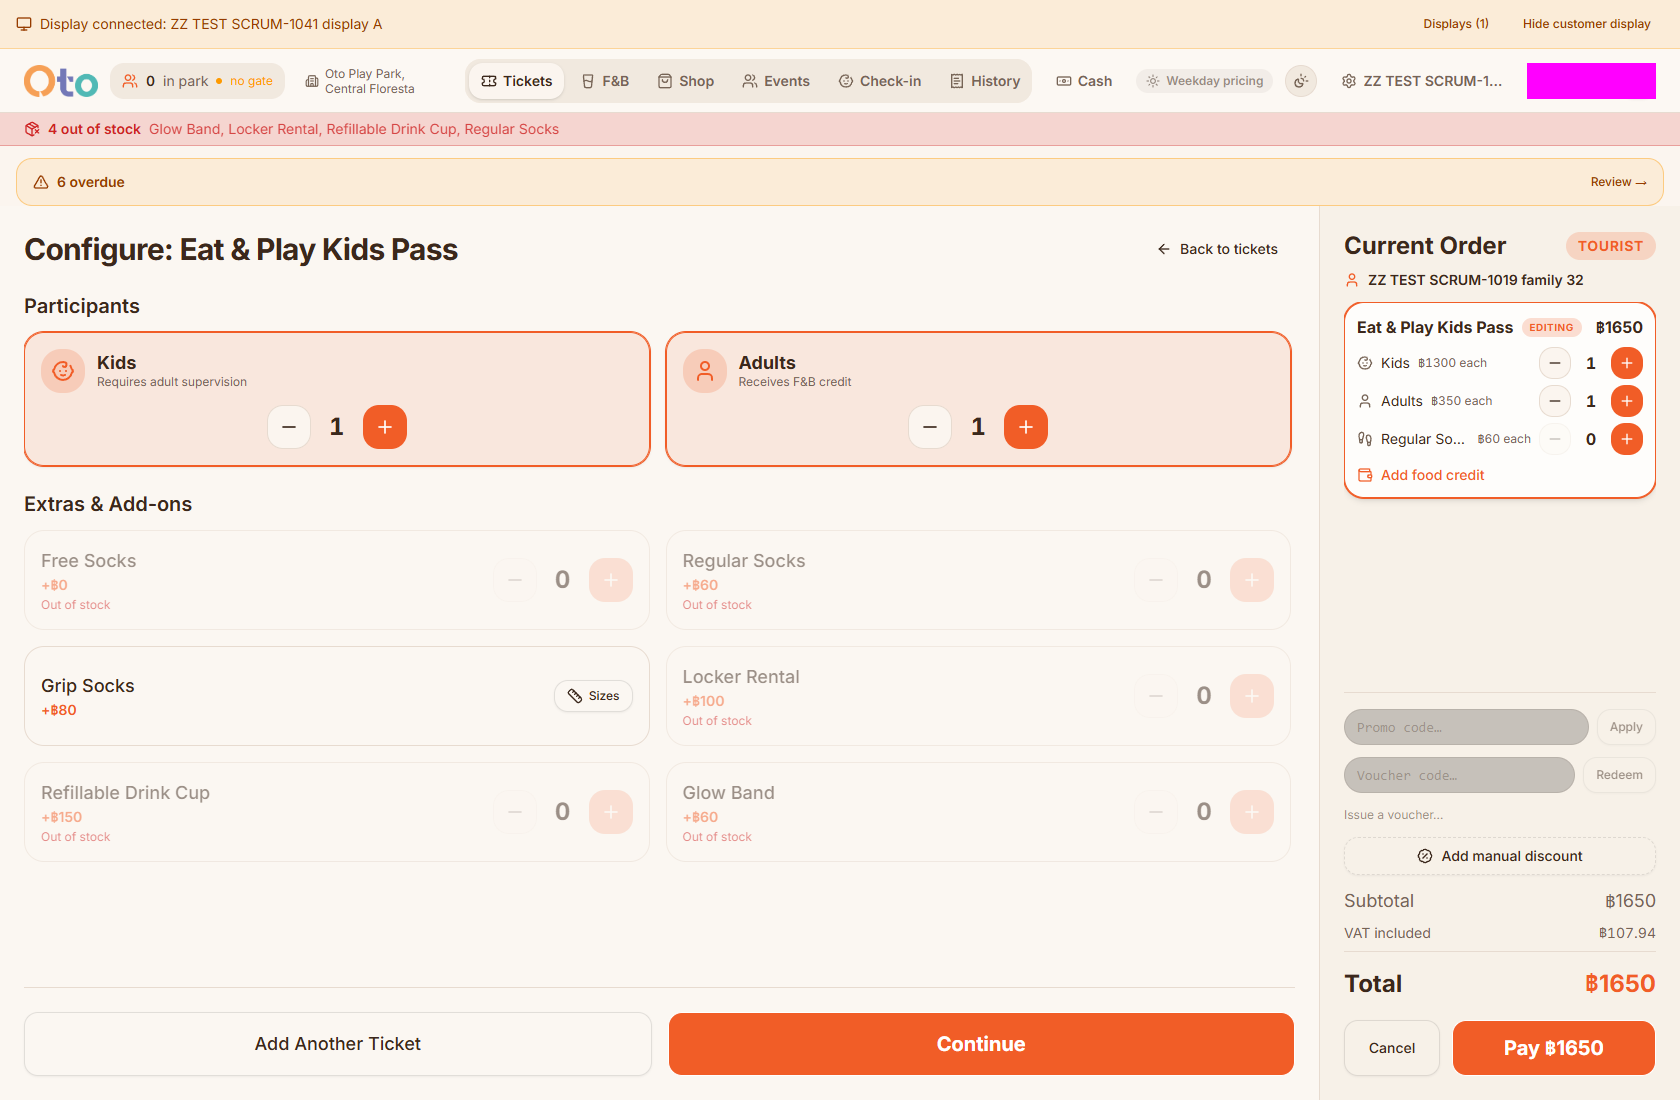 Display connected: ZZ TEST SCRUM-1041 display A
Displays (1)
Hide customer display
Oto
0 in park • no gate
Oto Play Park,
Central Floresta
Tickets
F&B
Shop
Events
Check-in
History
Cash
Weekday pricing
ZZ TEST SCRUM-1...
4 out of stock Glow Band, Locker Rental, Refillable Drink Cup, Regular Socks
6 overdue
Review →
Configure: Eat & Play Kids Pass
← Back to tickets
Participants
Kids
Requires adult supervision
− 1 +
Adults
Receives F&B credit
− 1 +
Extras & Add-ons
Free Socks
+฿0
Out of stock
− 0 +
Regular Socks
+฿60
Out of stock
− 0 +
Grip Socks
+฿80
Sizes
Locker Rental
+฿100
Out of stock
− 0 +
Refillable Drink Cup
+฿150
Out of stock
− 0 +
Glow Band
+฿60
Out of stock
− 0 +
Add Another Ticket
Continue
Current Order
TOURIST
ZZ TEST SCRUM-1019 family 32
Eat & Play Kids Pass EDITING ฿1650
Kids ฿1300 each − 1 +
Adults ฿350 each − 1 +
Regular So... ฿60 each − 0 +
Add food credit
Promo code…
Apply
Voucher code…
Redeem
Issue a voucher...
Add manual discount
Subtotal ฿1650
VAT included ฿107.94
Total ฿1650
Cancel
Pay ฿1650